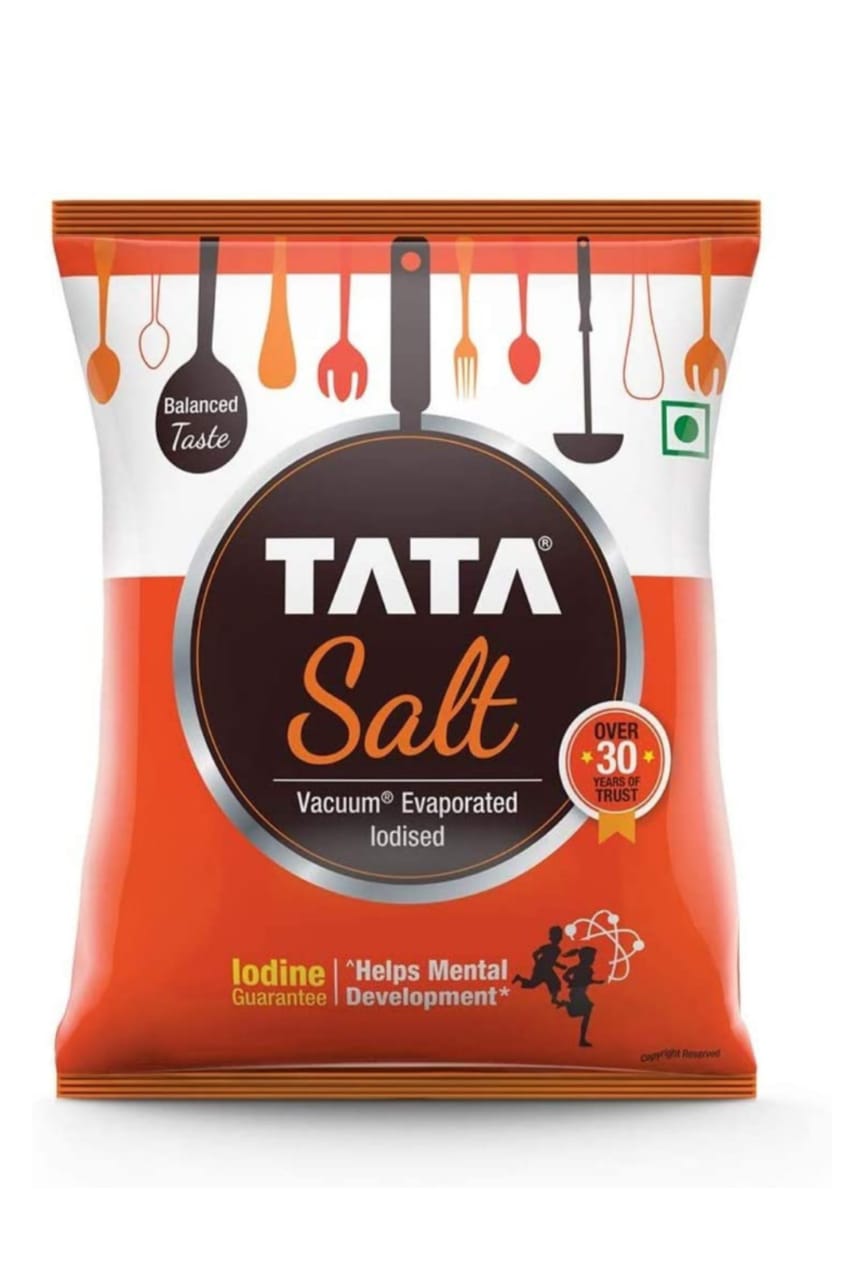 Balanced
Taste
TATA®
Salt
Vacuum® Evaporated
Iodised
OVER
30
YEARS OF
TRUST
Iodine
Guarantee
^Helps Mental
Development*
Copyright Reserved